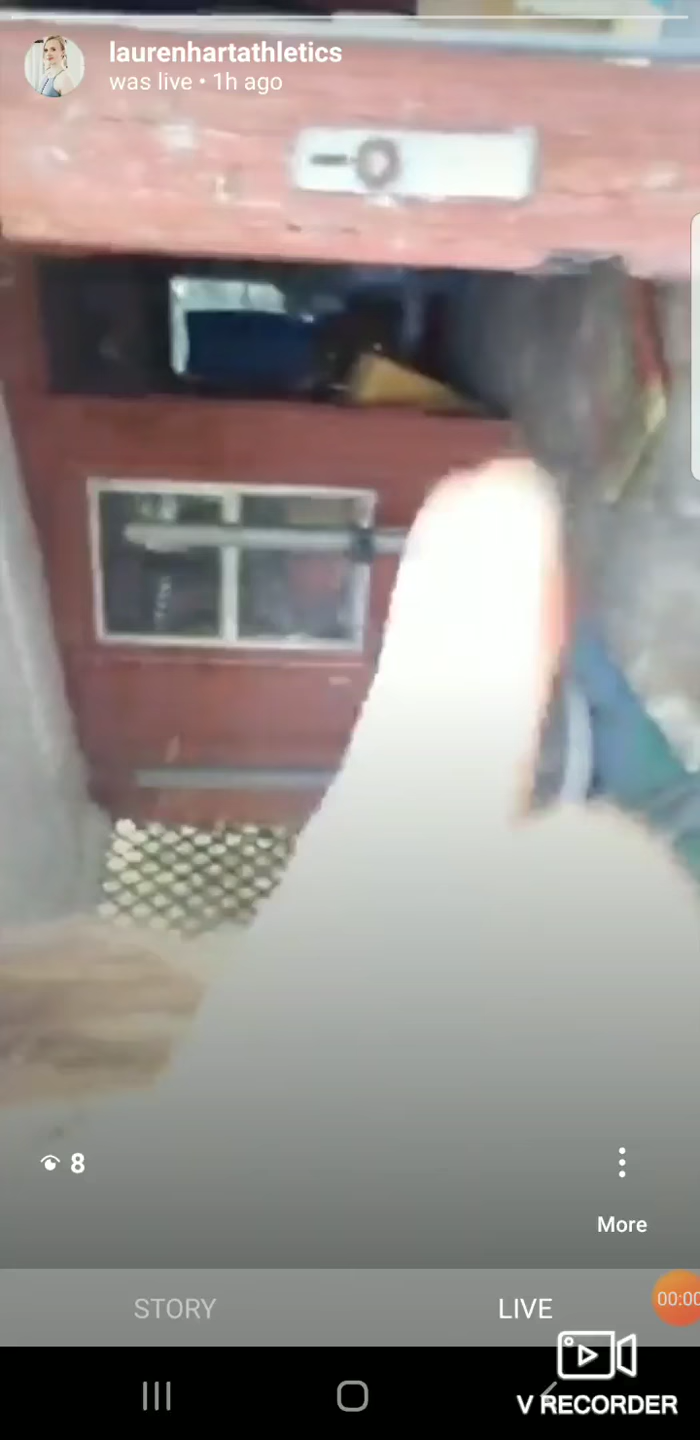 laurenhartathletics
was live • 1h ago
8
More
STORY
LIVE
00:00
V RECORDER